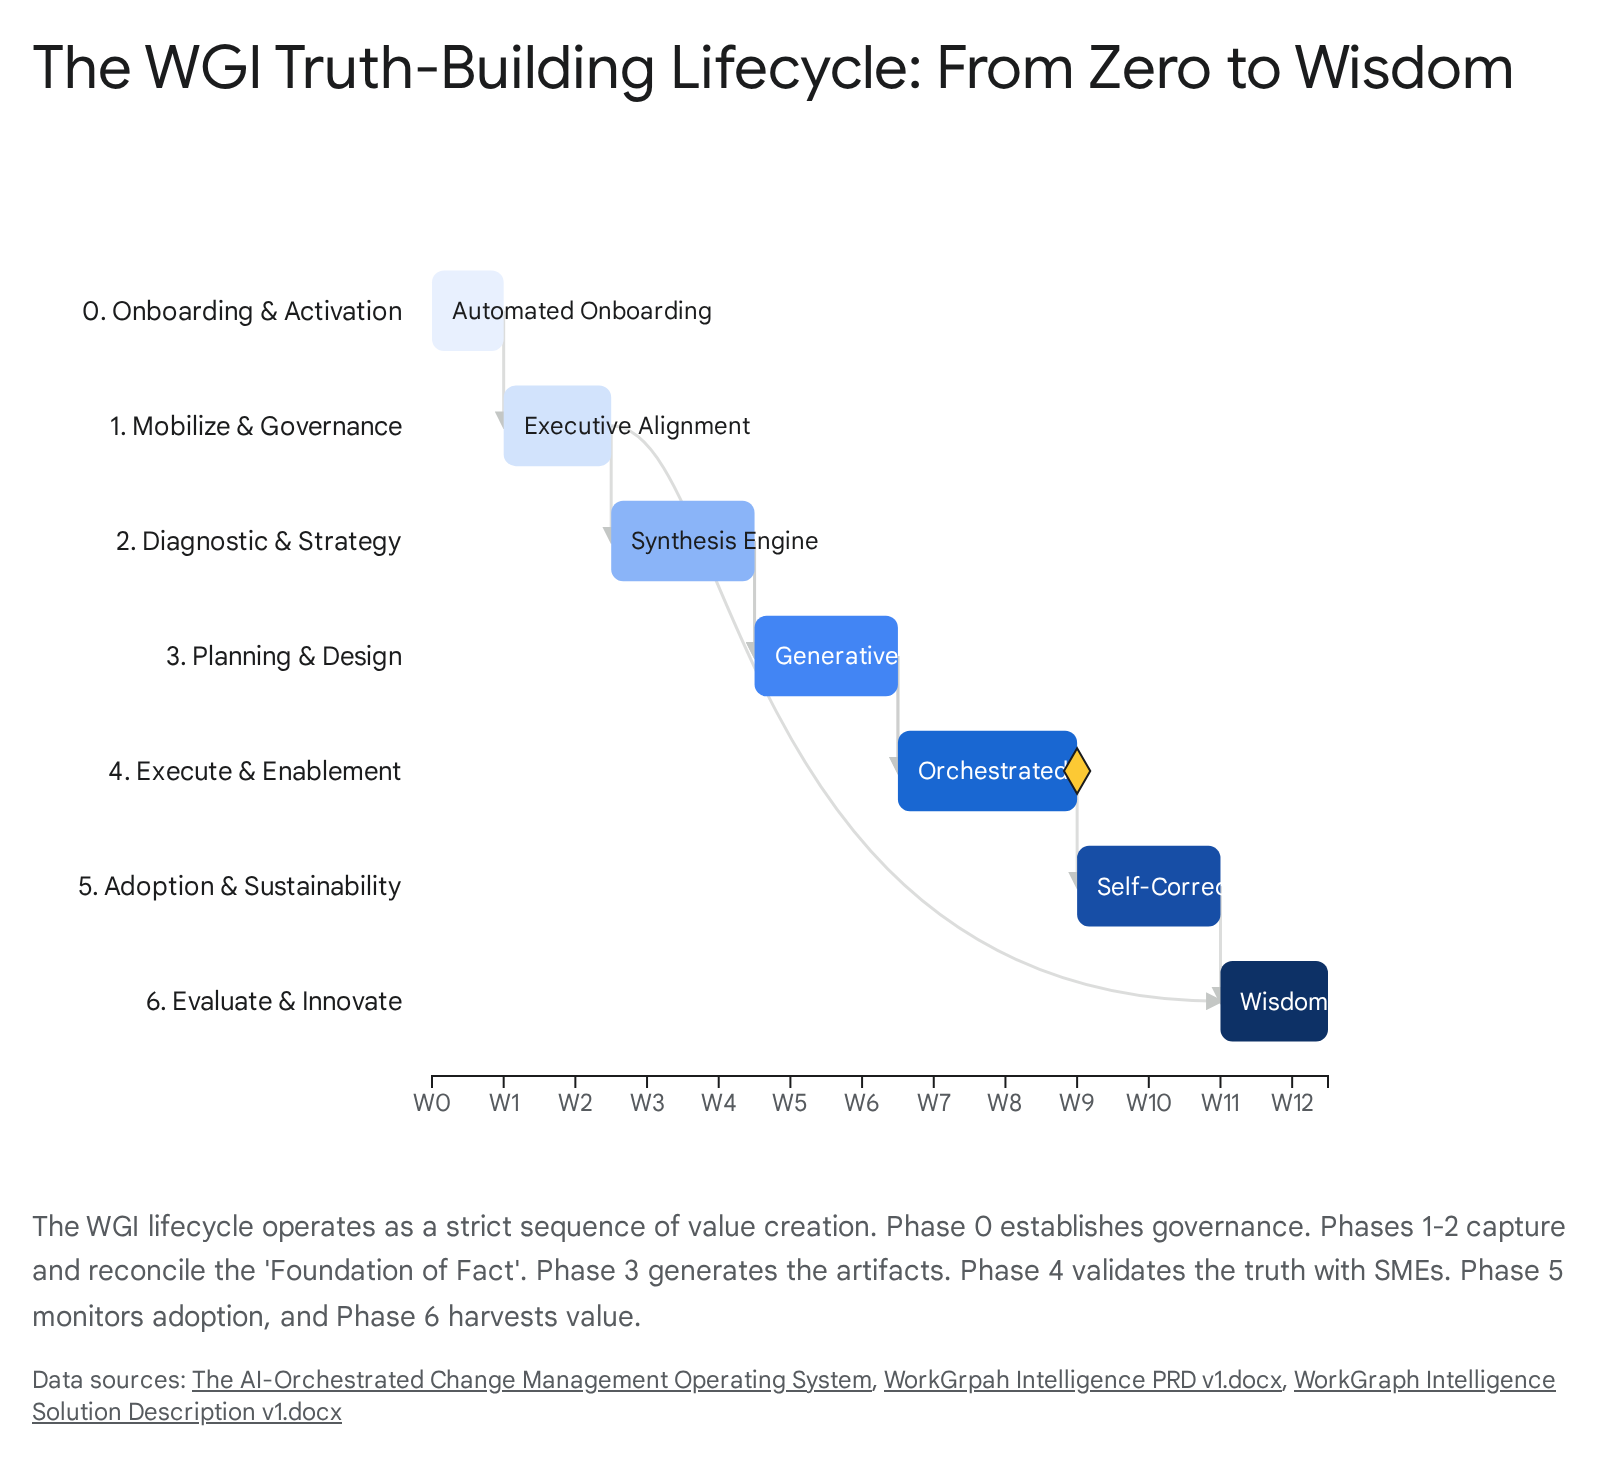 The WGI Truth-Building Lifecycle: From Zero to Wisdom
0. Onboarding & Activation
Automated Onboarding
1. Mobilize & Governance
Executive Alignment
2. Diagnostic & Strategy
Synthesis Engine
3. Planning & Design
Generative
4. Execute & Enablement
Orchestrated
5. Adoption & Sustainability
Self-Correc
6. Evaluate & Innovate
Wisdom
W0 W1 W2 W3 W4 W5 W6 W7 W8 W9 W10 W11 W12
The WGI lifecycle operates as a strict sequence of value creation. Phase 0 establishes governance. Phases 1-2 capture
and reconcile the 'Foundation of Fact'. Phase 3 generates the artifacts. Phase 4 validates the truth with SMEs. Phase 5
monitors adoption, and Phase 6 harvests value.
Data sources: The AI-Orchestrated Change Management Operating System, WorkGrpah Intelligence PRD v1.docx, WorkGraph Intelligence
Solution Description v1.docx